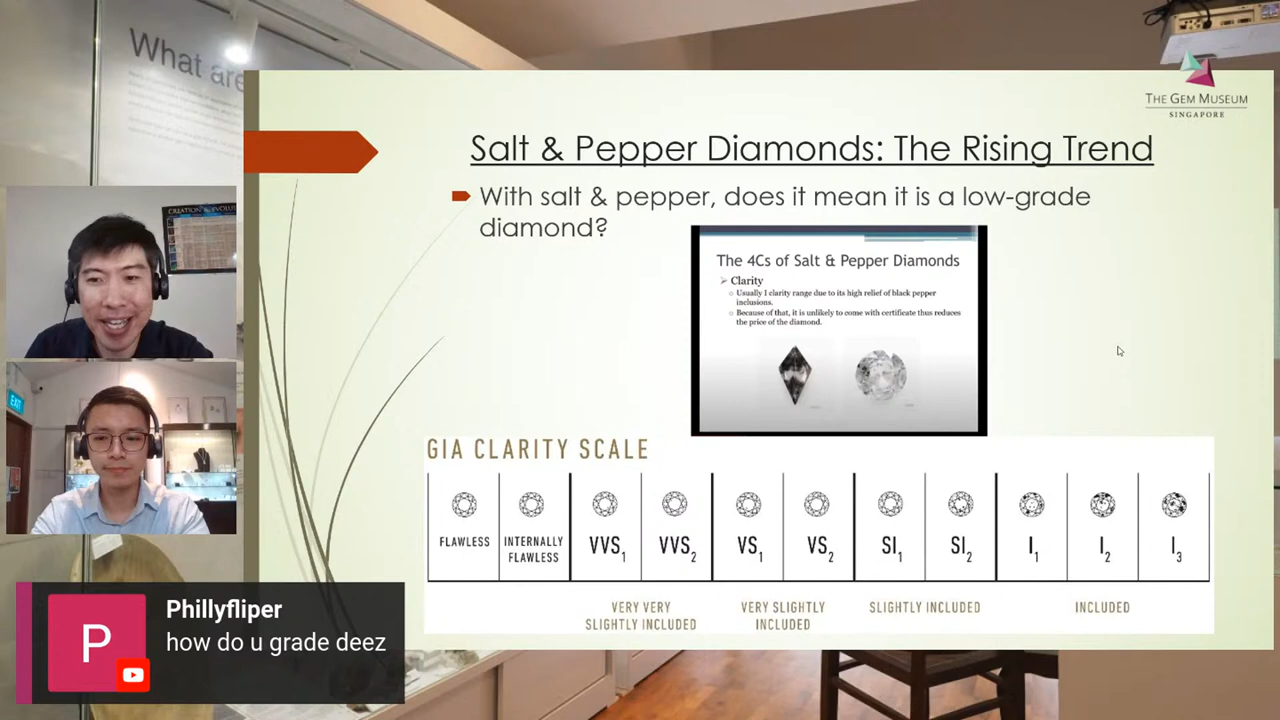 What are
THE GEM MUSEUM
SINGAPORE
Salt & Pepper Diamonds: The Rising Trend
With salt & pepper, does it mean it is a low-grade
diamond?
The 4Cs of Salt & Pepper Diamonds
Clarity
Usually I clarity range due to its high relief of black pepper
inclusions.
Because of that, it is unlikely to come with certificate thus reduces
the price of the diamond.
CREATION
EXIT
GIA CLARITY SCALE
FLAWLESS
INTERNALLY
FLAWLESS
VVS1
VVS2
VS1
VS2
SI1
SI2
I1
I2
I3
VERY VERY
SLIGHTLY INCLUDED
VERY SLIGHTLY
INCLUDED
SLIGHTLY INCLUDED
INCLUDED
P
Phillyfliper
how do u grade deez